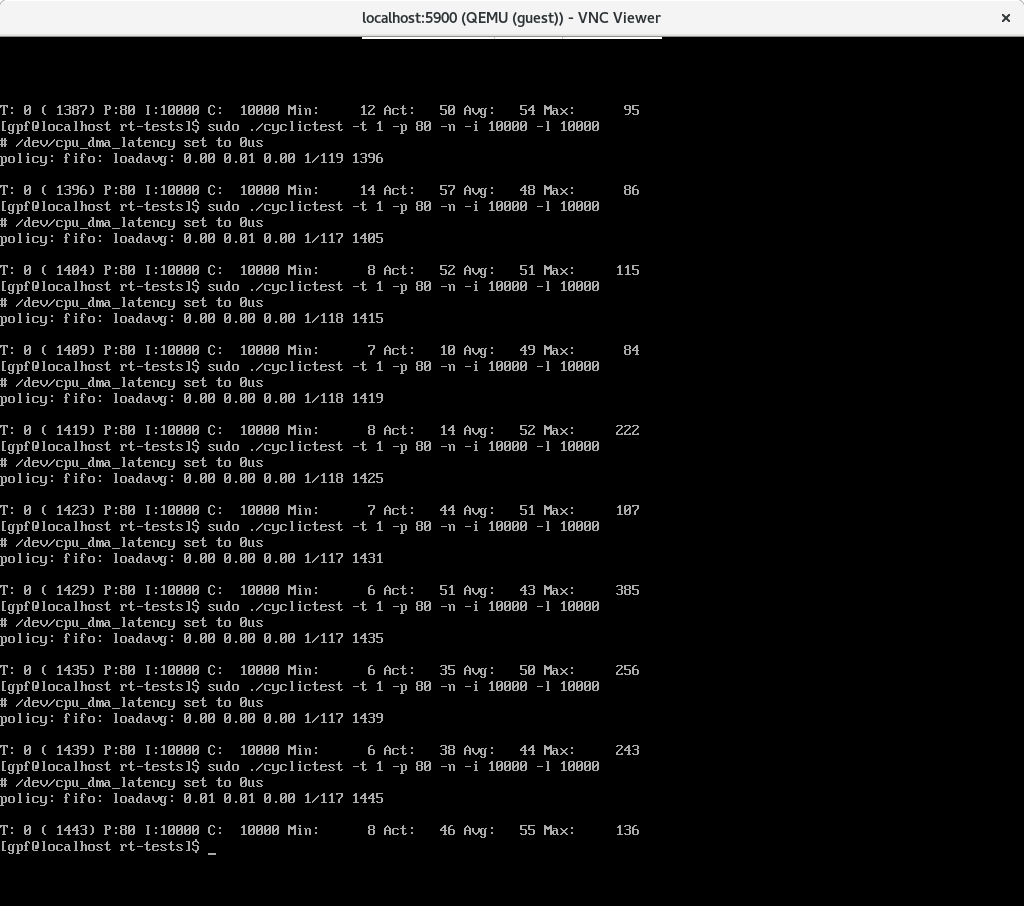 localhost:5900 (QEMU (guest)) - VNC Viewer
T: 0 ( 1387) P:80 I:10000 C:  10000 Min:     12 Act:   50 Avg:   54 Max:      95
[gpf@localhost rt-tests]$ sudo ./cyclictest -t 1 -p 80 -n -i 10000 -l 10000
# /dev/cpu_dma_latency set to 0us
policy: fifo: loadavg: 0.00 0.01 0.00 1/119 1396
T: 0 ( 1396) P:80 I:10000 C:  10000 Min:     14 Act:   57 Avg:   48 Max:      86
[gpf@localhost rt-tests]$ sudo ./cyclictest -t 1 -p 80 -n -i 10000 -l 10000
# /dev/cpu_dma_latency set to 0us
policy: fifo: loadavg: 0.00 0.01 0.00 1/117 1405
T: 0 ( 1404) P:80 I:10000 C:  10000 Min:      8 Act:   52 Avg:   51 Max:     115
[gpf@localhost rt-tests]$ sudo ./cyclictest -t 1 -p 80 -n -i 10000 -l 10000
# /dev/cpu_dma_latency set to 0us
policy: fifo: loadavg: 0.00 0.00 0.00 1/118 1415
T: 0 ( 1409) P:80 I:10000 C:  10000 Min:      7 Act:   10 Avg:   49 Max:      84
[gpf@localhost rt-tests]$ sudo ./cyclictest -t 1 -p 80 -n -i 10000 -l 10000
# /dev/cpu_dma_latency set to 0us
policy: fifo: loadavg: 0.00 0.00 0.00 1/118 1419
T: 0 ( 1419) P:80 I:10000 C:  10000 Min:      8 Act:   14 Avg:   52 Max:     222
[gpf@localhost rt-tests]$ sudo ./cyclictest -t 1 -p 80 -n -i 10000 -l 10000
# /dev/cpu_dma_latency set to 0us
policy: fifo: loadavg: 0.00 0.00 0.00 1/118 1425
T: 0 ( 1423) P:80 I:10000 C:  10000 Min:      7 Act:   44 Avg:   51 Max:     107
[gpf@localhost rt-tests]$ sudo ./cyclictest -t 1 -p 80 -n -i 10000 -l 10000
# /dev/cpu_dma_latency set to 0us
policy: fifo: loadavg: 0.00 0.00 0.00 1/117 1431
T: 0 ( 1429) P:80 I:10000 C:  10000 Min:      6 Act:   51 Avg:   43 Max:     385
[gpf@localhost rt-tests]$ sudo ./cyclictest -t 1 -p 80 -n -i 10000 -l 10000
# /dev/cpu_dma_latency set to 0us
policy: fifo: loadavg: 0.00 0.00 0.00 1/117 1435
T: 0 ( 1435) P:80 I:10000 C:  10000 Min:      6 Act:   35 Avg:   50 Max:     256
[gpf@localhost rt-tests]$ sudo ./cyclictest -t 1 -p 80 -n -i 10000 -l 10000
# /dev/cpu_dma_latency set to 0us
policy: fifo: loadavg: 0.00 0.00 0.00 1/117 1439
T: 0 ( 1439) P:80 I:10000 C:  10000 Min:      6 Act:   38 Avg:   44 Max:     243
[gpf@localhost rt-tests]$ sudo ./cyclictest -t 1 -p 80 -n -i 10000 -l 10000
# /dev/cpu_dma_latency set to 0us
policy: fifo: loadavg: 0.01 0.01 0.00 1/117 1445
T: 0 ( 1443) P:80 I:10000 C:  10000 Min:      8 Act:   46 Avg:   55 Max:     136
[gpf@localhost rt-tests]$ _